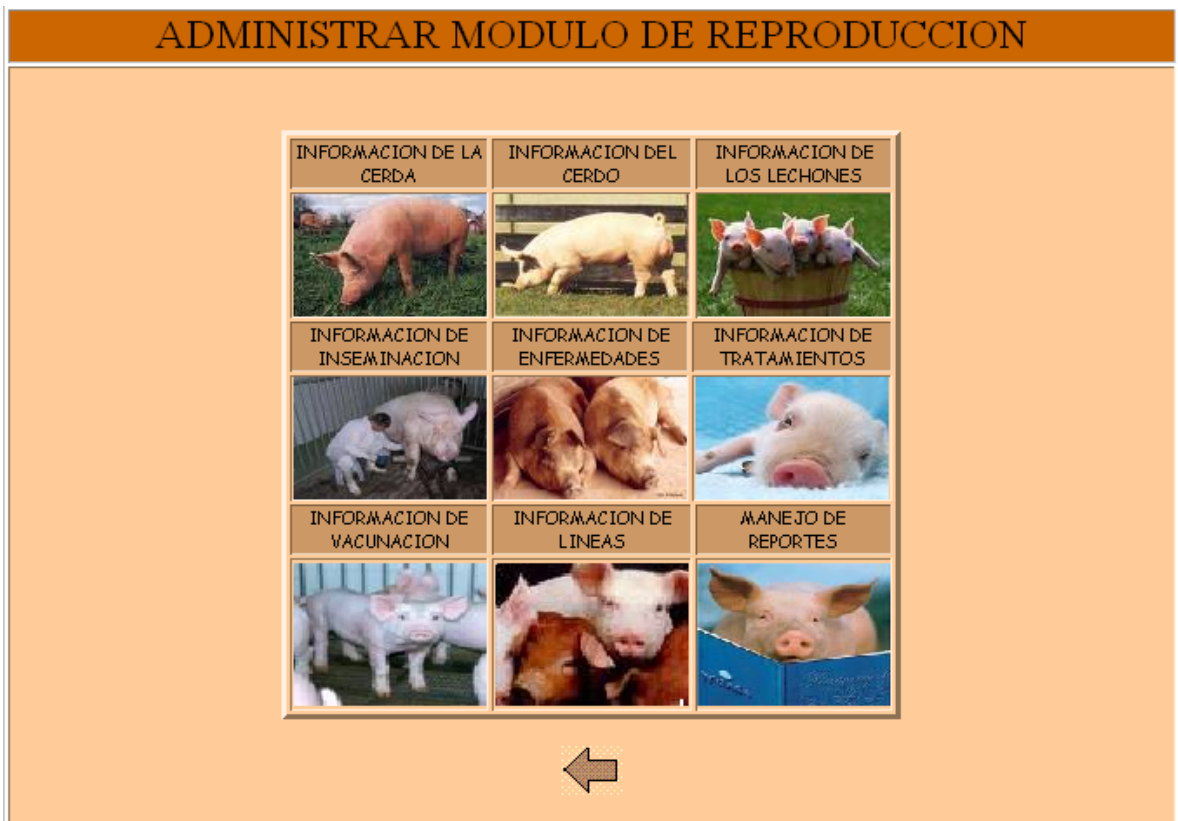 ADMINISTRAR MODULO DE REPRODUCCION
INFORMACION DE LA
CERDA
INFORMACION DEL
CERDO
INFORMACION DE
LOS LECHONES
INFORMACION DE
INSEMINACION
INFORMACION DE
ENFERMEDADES
INFORMACION DE
TRATAMIENTOS
INFORMACION DE
VACUNACION
INFORMACION DE
LINEAS
MANEJO DE
REPORTES